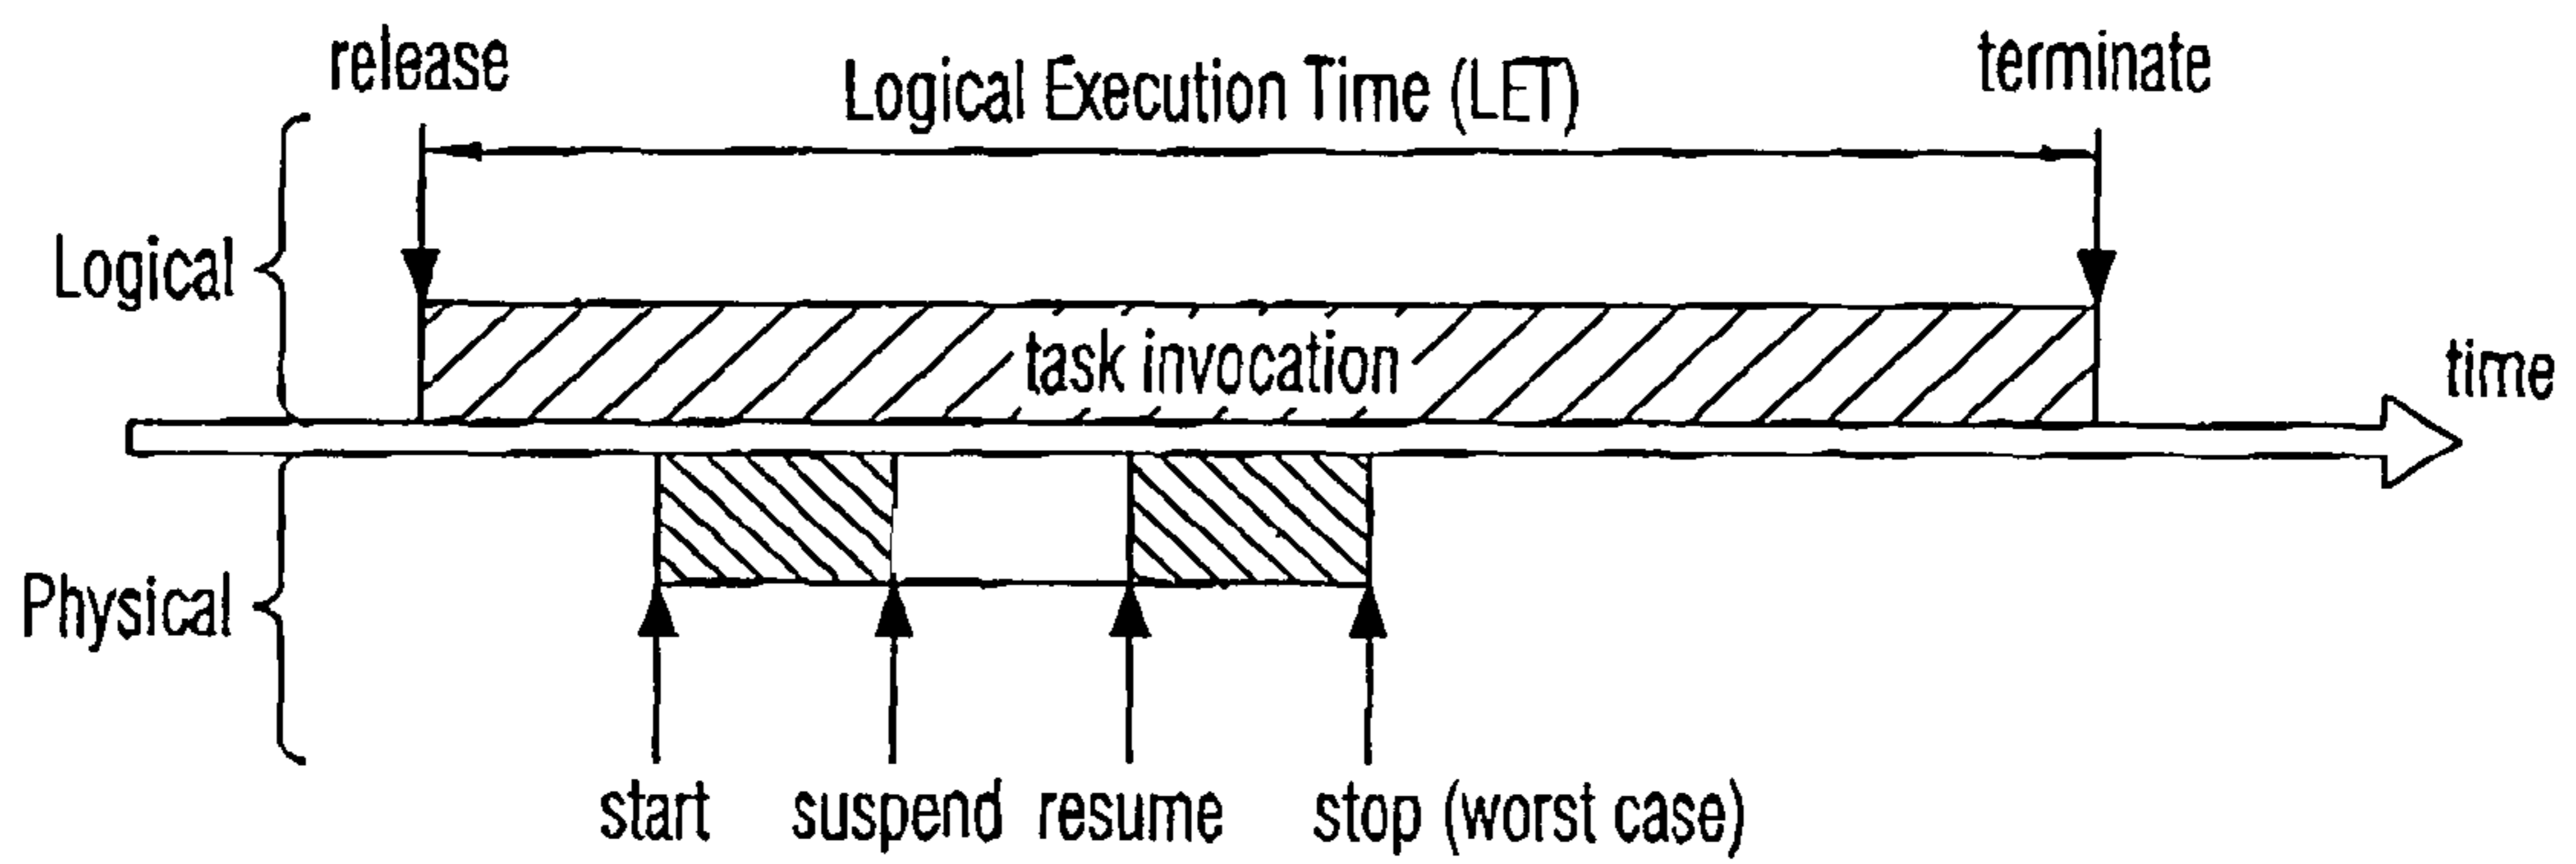 release
Logical Execution Time (LET)
terminate
Logical
task invocation
time
Physical
start
suspend
resume
stop (worst case)